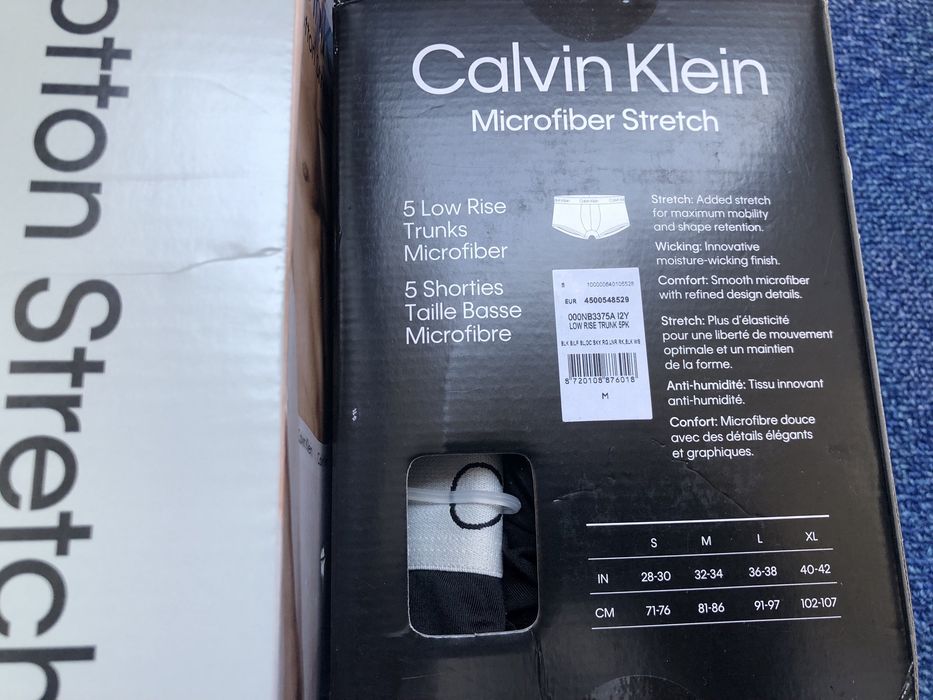 otton Stretch
Calvin Klein
Microfiber Stretch
5 Low Rise
Trunks
Microfiber
5 Shorties
Taille Basse
Microfibre
Calvin Klein
EUR 4500548529
000NB3375A I2Y
LOW RISE TRUNK 5PK
8 720108 876018
M
Stretch: Added stretch
for maximum mobility
and shape retention.
Wicking: Innovative
moisture-wicking finish.
Comfort: Smooth microfiber
with refined design details.
Stretch: Plus d'élasticité
pour une liberté de mouvement
optimale et un maintien
de la forme.
Anti-humidité: Tissu innovant
anti-humidité.
Confort: Microfibre douce
avec des détails élégants
et graphiques.
S M L XL
IN 28-30 32-34 36-38 40-42
CM 71-76 81-86 91-97 102-107